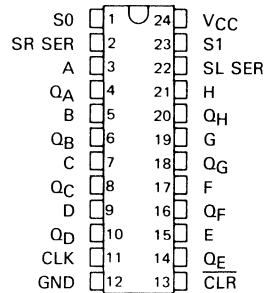 S0 1 24 VCC
SR SER 2 23 S1
A 3 22 SL SER
QA 4 21 H
B 5 20 QH
QB 6 19 G
C 7 18 QG
QC 8 17 F
D 9 16 QF
QD 10 15 E
CLK 11 14 QE
GND 12 13 CLR